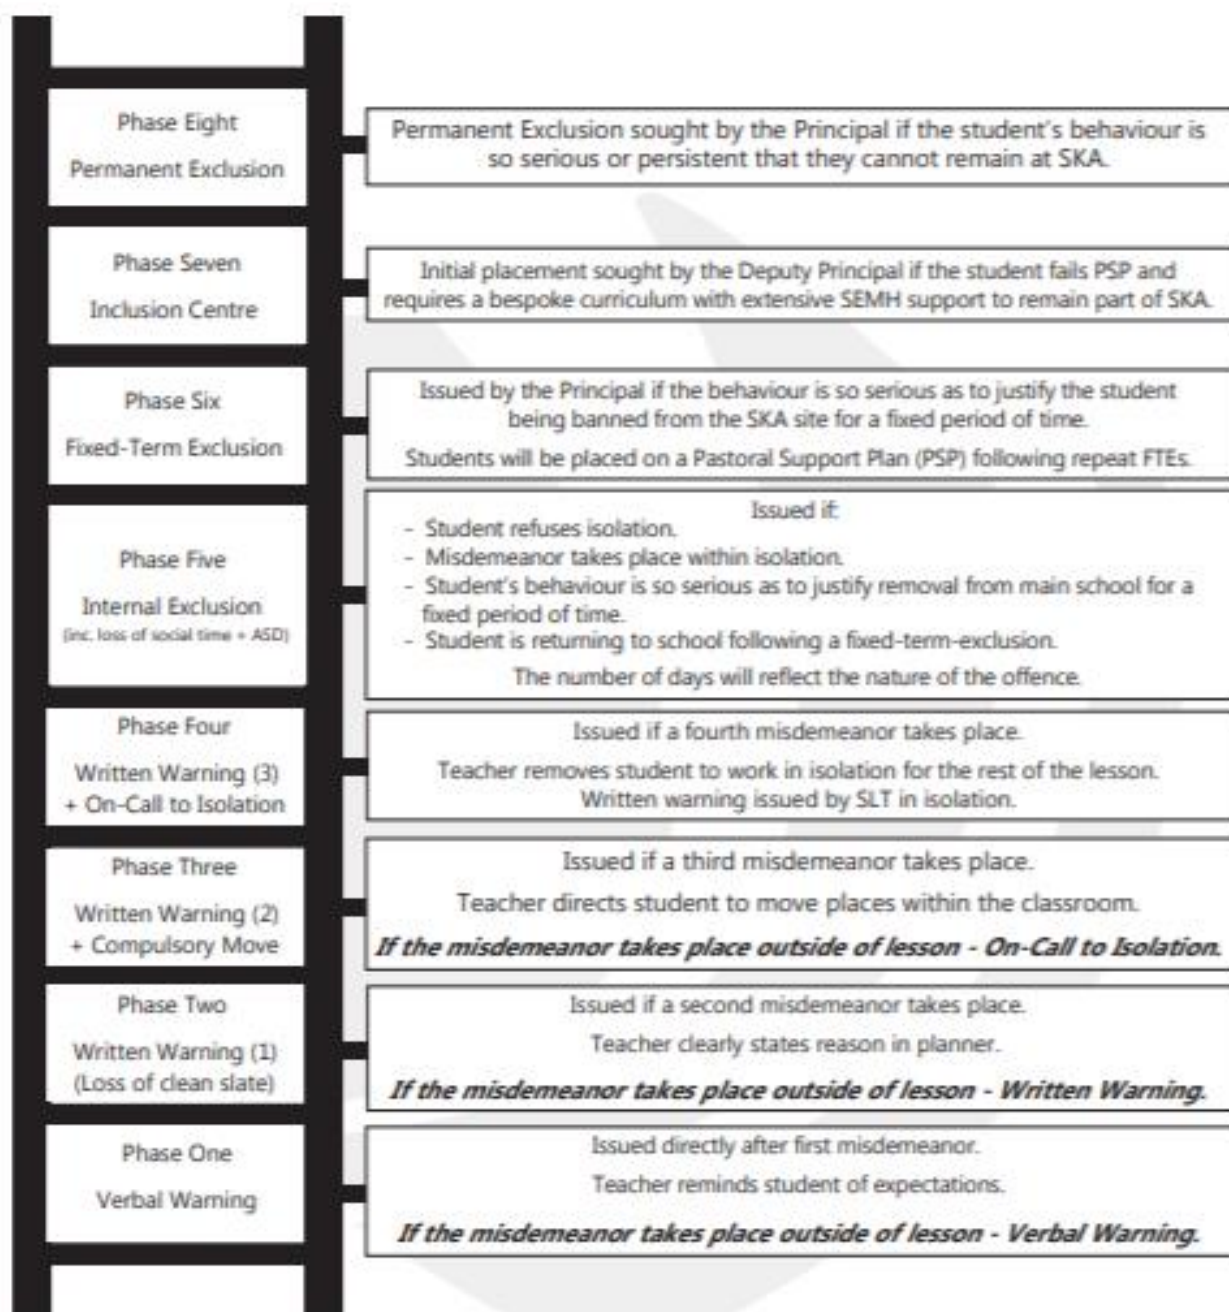 Phase Eight
Permanent Exclusion
Permanent Exclusion sought by the Principal if the student's behaviour is
so serious or persistent that they cannot remain at SKA.
Phase Seven
Inclusion Centre
Initial placement sought by the Deputy Principal if the student fails PSP and
requires a bespoke curriculum with extensive SEMH support to remain part of SKA.
Phase Six
Fixed-Term Exclusion
Issued by the Principal if the behaviour is so serious as to justify the student
being banned from the SKA site for a fixed period of time.
Students will be placed on a Pastoral Support Plan (PSP) following repeat FTEs.
Phase Five
Internal Exclusion
(inc. loss of social time + ASD)
Issued if:
- Student refuses isolation.
- Misdemeanor takes place within isolation.
- Student's behaviour is so serious as to justify removal from main school for a
fixed period of time.
- Student is returning to school following a fixed-term-exclusion.
The number of days will reflect the nature of the offence.
Phase Four
Written Warning (3)
+ On-Call to Isolation
Issued if a fourth misdemeanor takes place.
Teacher removes student to work in isolation for the rest of the lesson.
Written warning issued by SLT in isolation.
Phase Three
Written Warning (2)
+ Compulsory Move
Issued if a third misdemeanor takes place.
Teacher directs student to move places within the classroom.
If the misdemeanor takes place outside of lesson - On-Call to Isolation.
Phase Two
Written Warning (1)
(Loss of clean slate)
Issued if a second misdemeanor takes place.
Teacher clearly states reason in planner.
If the misdemeanor takes place outside of lesson - Written Warning.
Phase One
Verbal Warning
Issued directly after first misdemeanor.
Teacher reminds student of expectations.
If the misdemeanor takes place outside of lesson - Verbal Warning.